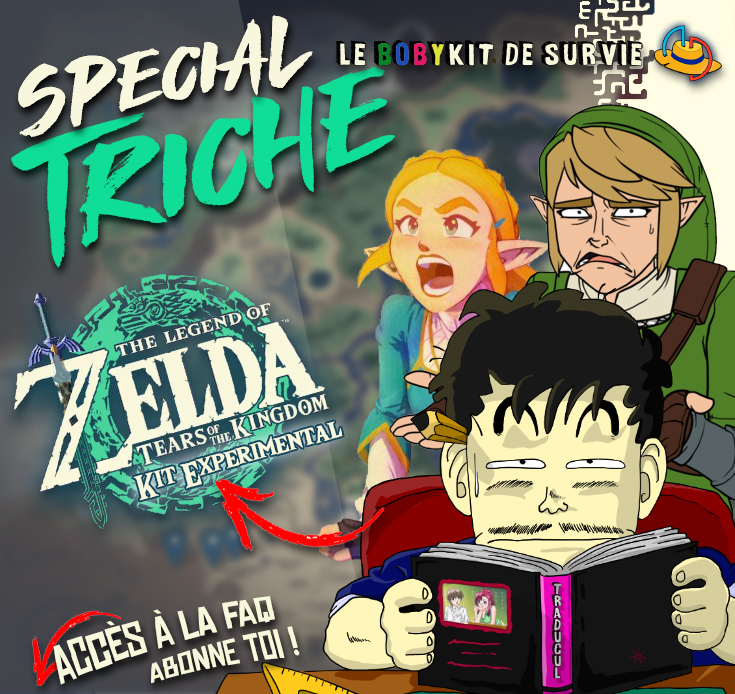 LE BOBYKIT DE SURVIE
SPECIAL
TRICHE
THE LEGEND OF
ZELDA™
TEARS OF THE KINGDOM
KIT EXPERIMENTAL
TRADUCUL
ACCÈS À LA FAQ
ABONNE TOI !